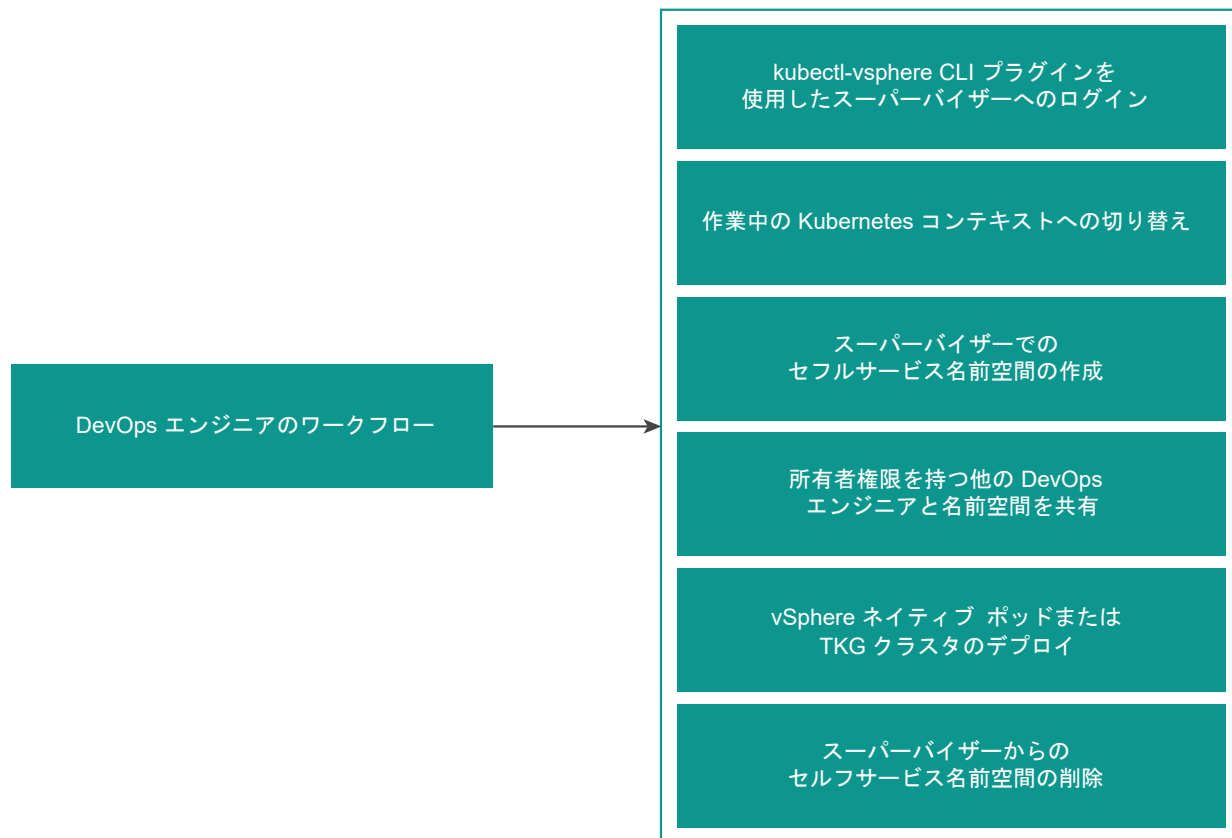 kubectl-vsphere CLI プラグインを
使用したスーパーバイザーへのログイン
作業中の Kubernetes コンテキストへの切り替え
スーパーバイザーでの
セフルサービス名前空間の作成
DevOps エンジニアのワークフロー
所有者権限を持つ他の DevOps
エンジニアと名前空間を共有
vSphere ネイティブ ポッドまたは
TKG クラスタのデプロイ
スーパーバイザーからの
セルフサービス名前空間の削除